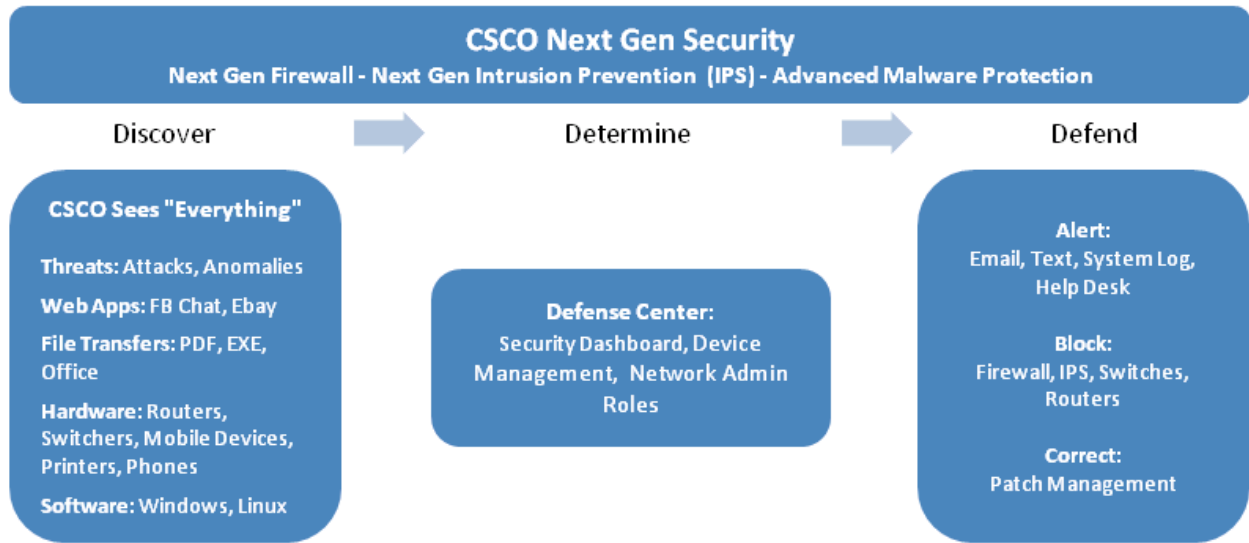 CSCO Next Gen Security
Next Gen Firewall - Next Gen Intrusion Prevention (IPS) - Advanced Malware Protection
Discover
Determine
Defend
CSCO Sees "Everything"
Threats: Attacks, Anomalies
Web Apps: FB Chat, Ebay
File Transfers: PDF, EXE,
Office
Hardware: Routers,
Switchers, Mobile Devices,
Printers, Phones
Software: Windows, Linux
Defense Center:
Security Dashboard, Device
Management, Network Admin
Roles
Alert:
Email, Text, System Log,
Help Desk
Block:
Firewall, IPS, Switches,
Routers
Correct:
Patch Management